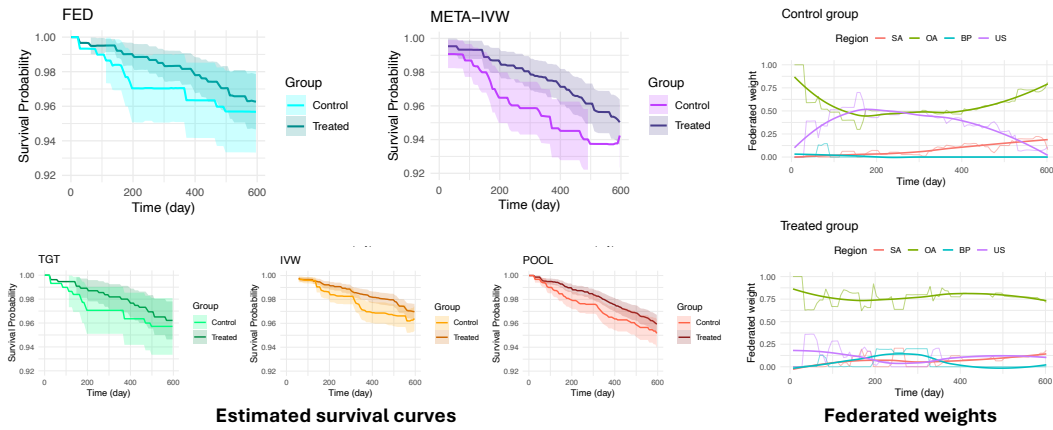 FED
Survival Probability
1.00
0.98
0.96
0.94
0.92
0
200
400
600
Time (day)
Group
Control
Treated
META−IVW
Survival Probability
1.00
0.98
0.96
0.94
0.92
0
200
400
600
Time (day)
Group
Control
Treated
Control group
Region
SA
OA
BP
US
Federated weight
1.00
0.75
0.50
0.25
0.00
0
200
400
600
Time (day)
TGT
Survival Probability
1.00
0.98
0.96
0.94
0.92
0
200
400
600
Time (day)
Group
Control
Treated
IVW
Survival Probability
1.00
0.98
0.96
0.94
0.92
0
200
400
600
Time (day)
Group
Control
Treated
POOL
Survival Probability
1.00
0.98
0.96
0.94
0.92
0
200
400
600
Time (day)
Group
Control
Treated
Treated group
Region
SA
OA
BP
US
Federated weight
1.00
0.75
0.50
0.25
0.00
0
200
400
600
Time (day)
Estimated survival curves
Federated weights